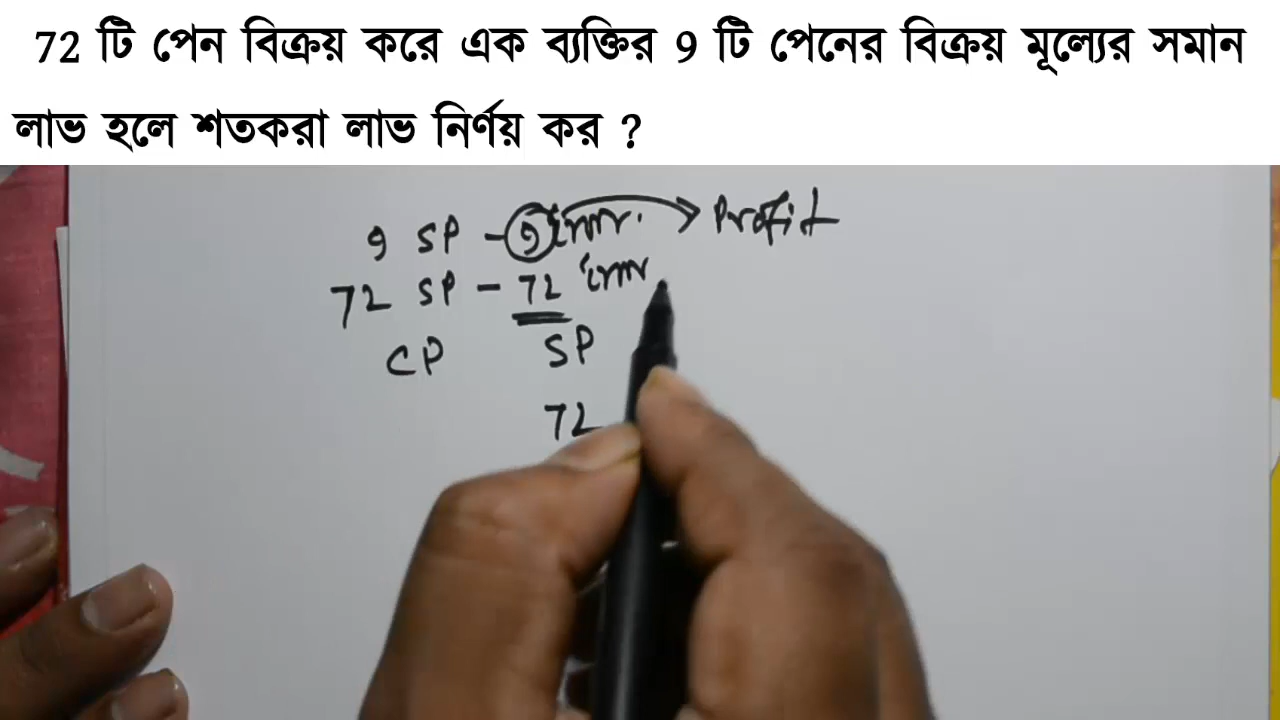 72 টি পেন বিক্রয় করে এক ব্যক্তির 9 টি পেনের বিক্রয় মূল্যের সমান
লাভ হলে শতকরা লাভ নির্ণয় কর ?
9 SP - 9 Profit
72 SP - 72
CP SP
72